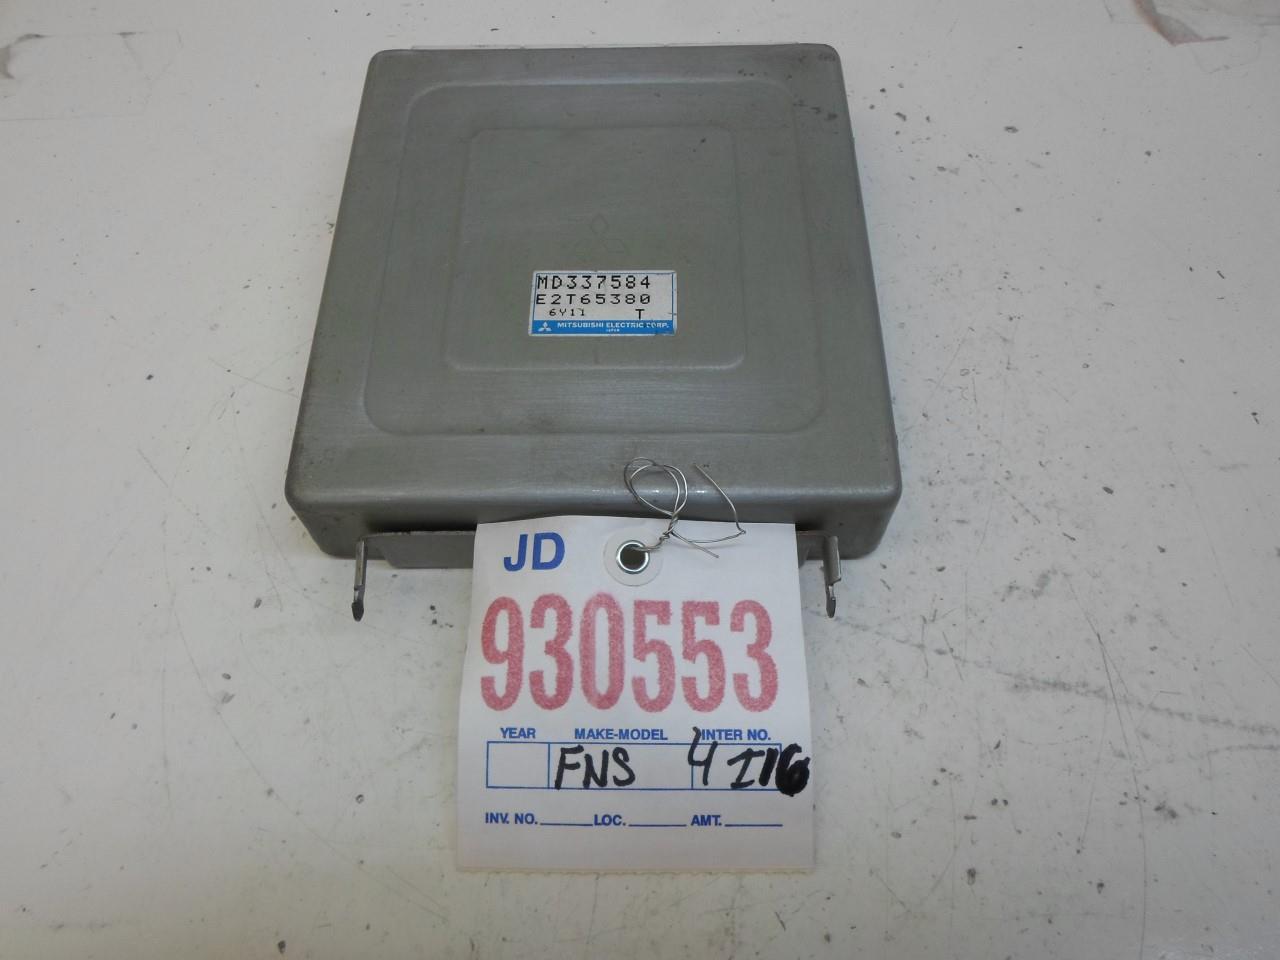 MD337584
E2T65380
6Y11 T
MITSUBISHI ELECTRIC CORP.
JAPAN
JD
930553
YEAR MAKE-MODEL INTER NO.
FNS 4 I16
INV. NO. LOC. AMT.